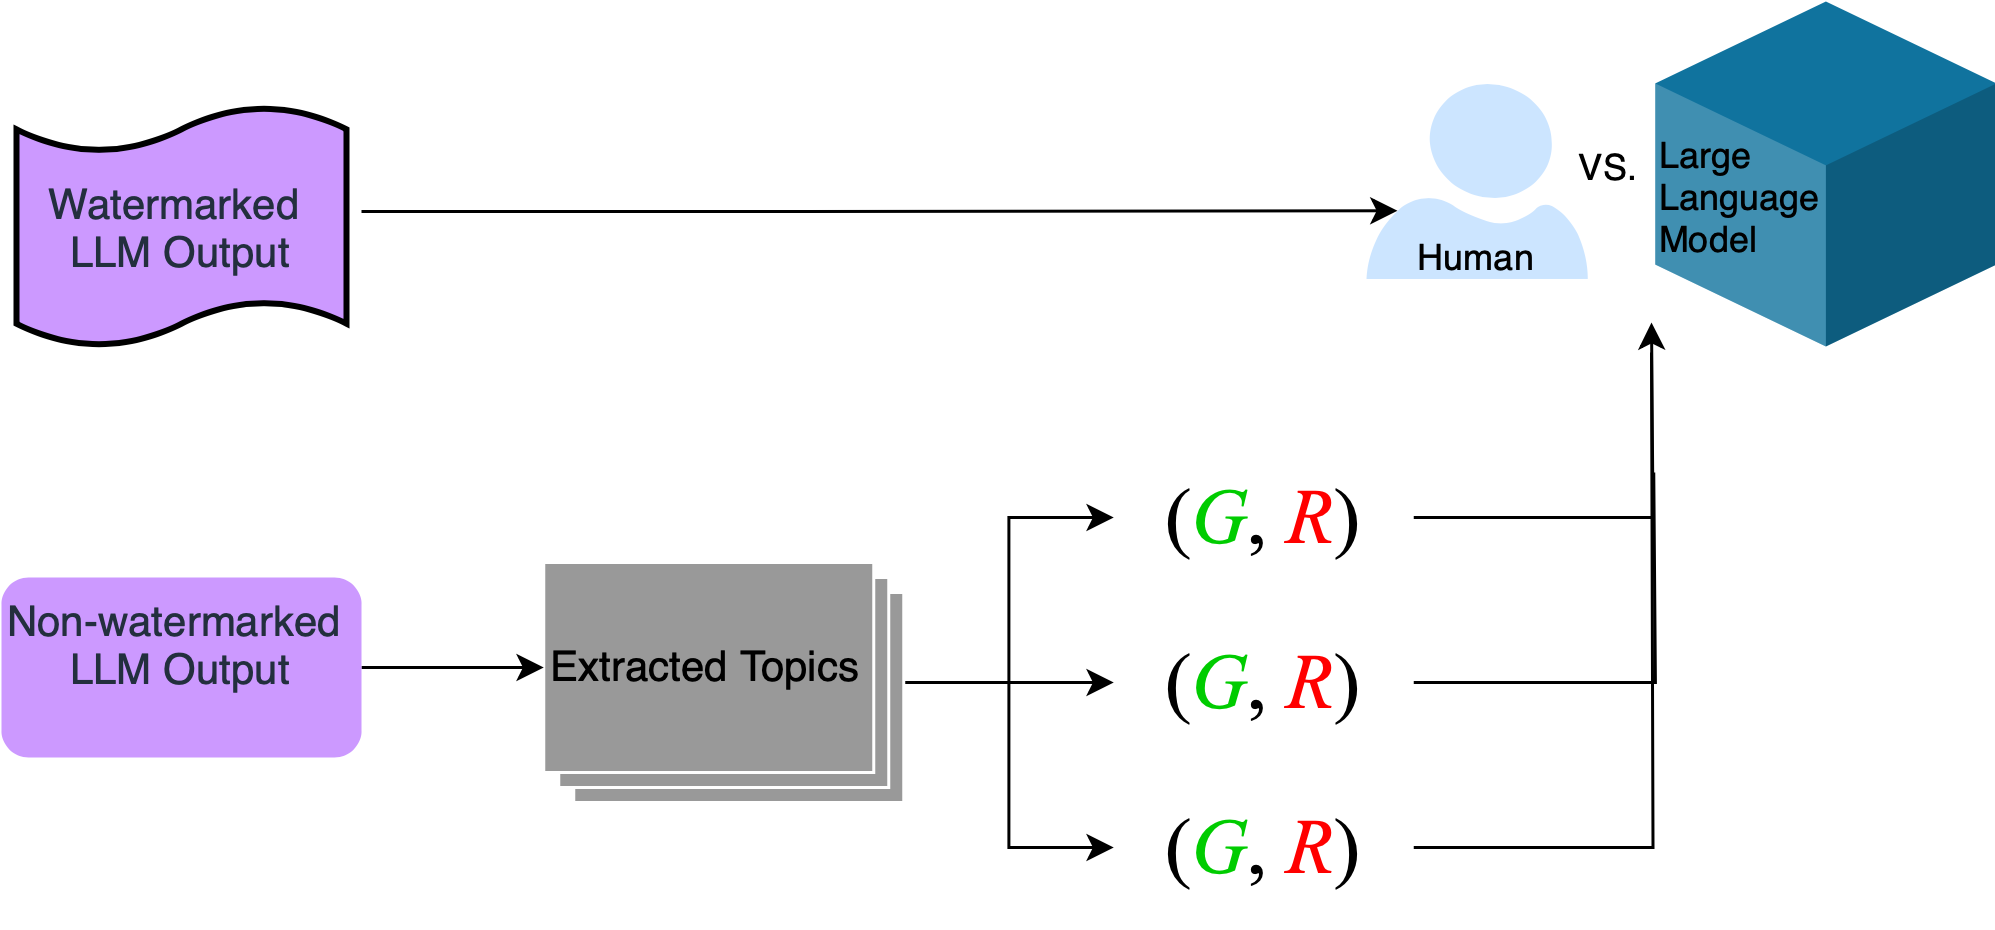 Watermarked
LLM Output
Human
vs.
Large
Language
Model
Non-watermarked
LLM Output
Extracted Topics
(G, R)
(G, R)
(G, R)